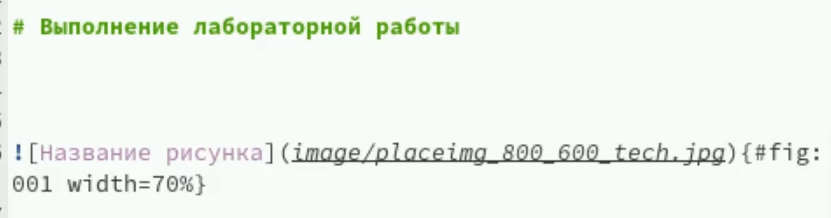 # Выполнение лабораторной работы
![Название рисунка](image/placeimg_800_600_tech.jpg){#fig:
001 width=70%}